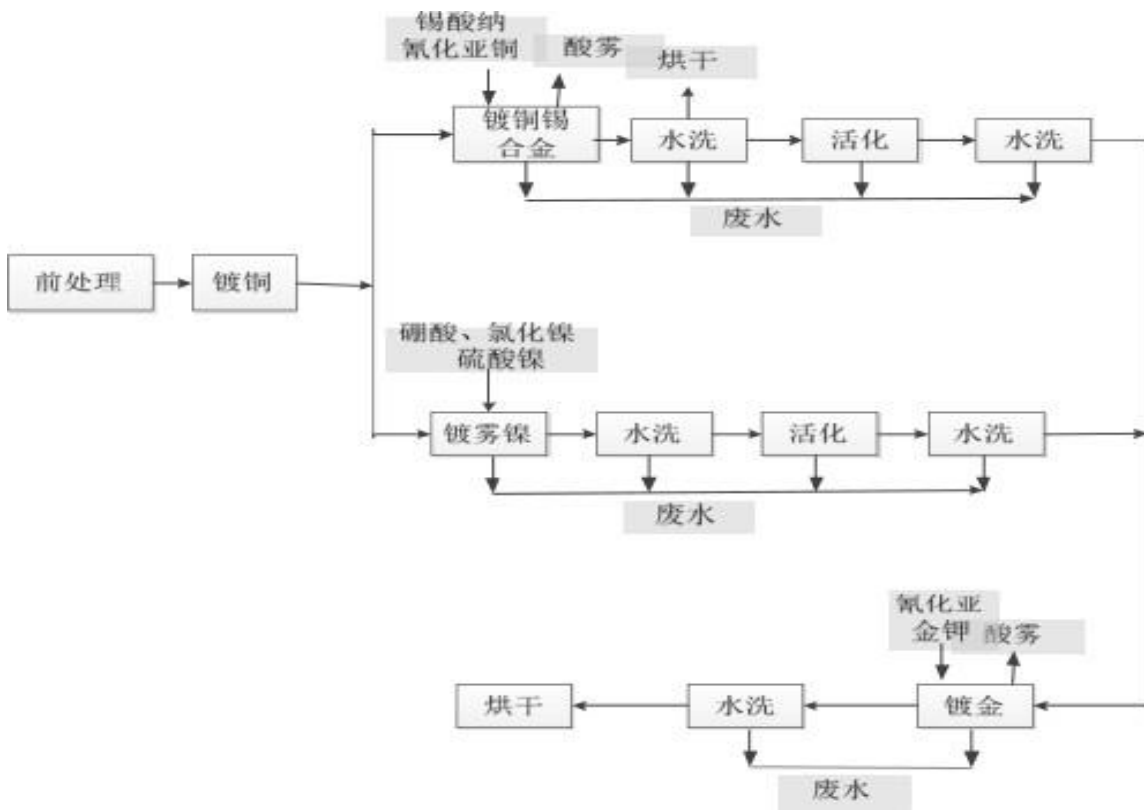 锡酸纳
氰化亚铜
酸雾
烘干
镀铜锡
合金
水洗
活化
水洗
废水
前处理
镀铜
硼酸、氯化镍
硫酸镍
镀雾镍
水洗
活化
水洗
废水
氰化亚
金钾
酸雾
烘干
水洗
镀金
废水